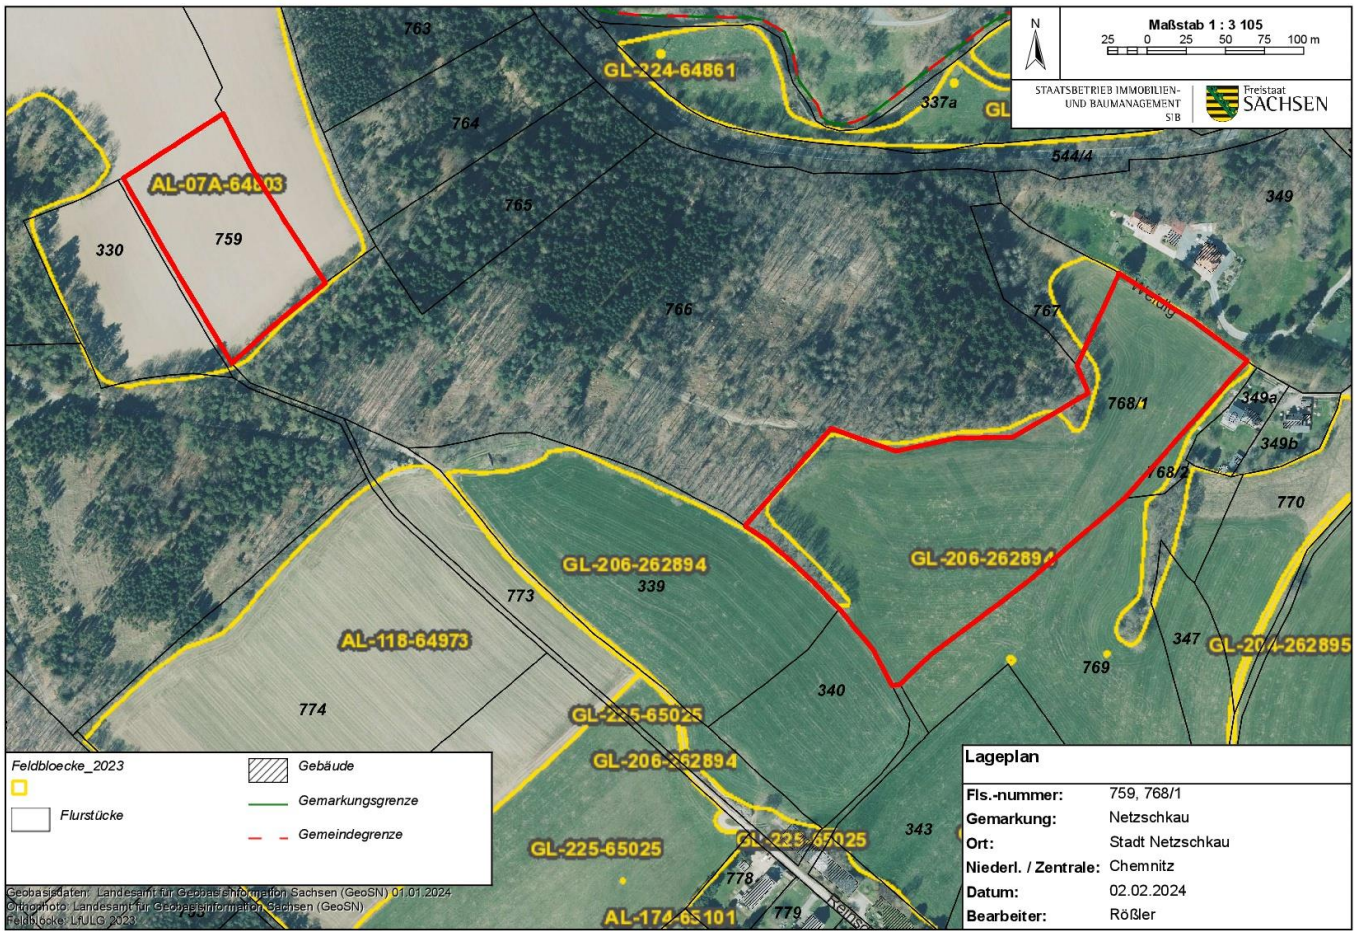 763
GL-224-64861
337a
GL
N
Maßstab 1 : 3 105
25 0 25 50 75 100 m
STAATSBETRIEB IMMOBILIEN-
UND BAUMANAGEMENT
SIB
Freistaat
SACHSEN
764
544/4
AL-07A-64803
765
349
330
759
766
767
Weidig
768/1
349a
349b
768/2
770
GL-206-262894
339
GL-206-262894
773
AL-118-64973
347
GL-204-262895
769
340
774
GL-225-65025
GL-206-262894
343
GL-225-65025
GL-225-65025
778
779
AL-174-65101
Feldbloecke_2023
Flurstücke
Gebäude
Gemarkungsgrenze
Gemeindegrenze
Geobasisdaten: Landesamt für Geobasisinformation Sachsen (GeoSN) 01.01.2024
Orthophoto: Landesamt für Geobasisinformation Sachsen (GeoSN)
Feldblöcke: LfULG 2023
Lageplan
Fls.-nummer: 759, 768/1
Gemarkung: Netzschkau
Ort: Stadt Netzschkau
Niederl. / Zentrale: Chemnitz
Datum: 02.02.2024
Bearbeiter: Rößler